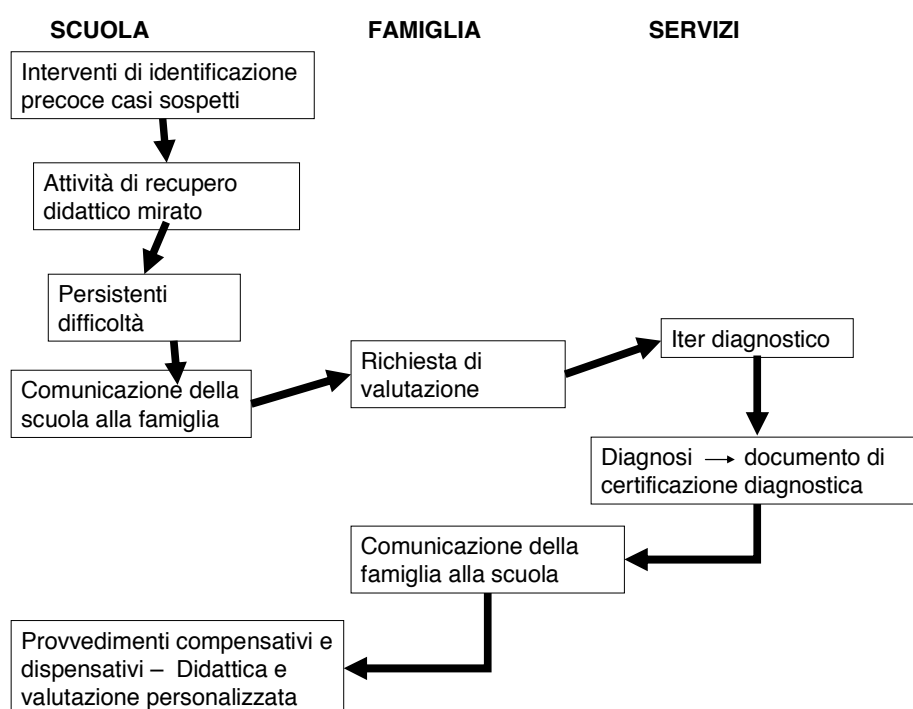 SCUOLA
FAMIGLIA
SERVIZI
Interventi di identificazione
precoce casi sospetti
Attività di recupero
didattico mirato
Persistenti
difficoltà
Comunicazione della
scuola alla famiglia
Richiesta di
valutazione
Iter diagnostico
Diagnosi → documento di
certificazione diagnostica
Comunicazione della
famiglia alla scuola
Provvedimenti compensativi e
dispensativi – Didattica e
valutazione personalizzata